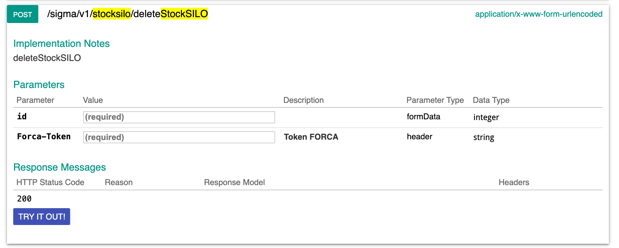 POST /sigma/v1/stocksilo/deleteStockSILO application/x-www-form-urlencoded
Implementation Notes
deleteStockSILO
Parameters
Parameter Value Description Parameter Type Data Type
id (required) formData integer
Forca-Token (required) Token FORCA header string
Response Messages
HTTP Status Code Reason Response Model Headers
200
TRY IT OUT!